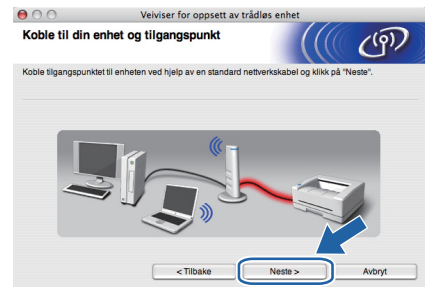 Veiviser for oppsett av trådløs enhet
Koble til din enhet og tilgangspunkt
Koble tilgangspunktet til enheten ved hjelp av en standard nettverkskabel og klikk på "Neste".
< Tilbake
Neste >
Avbryt